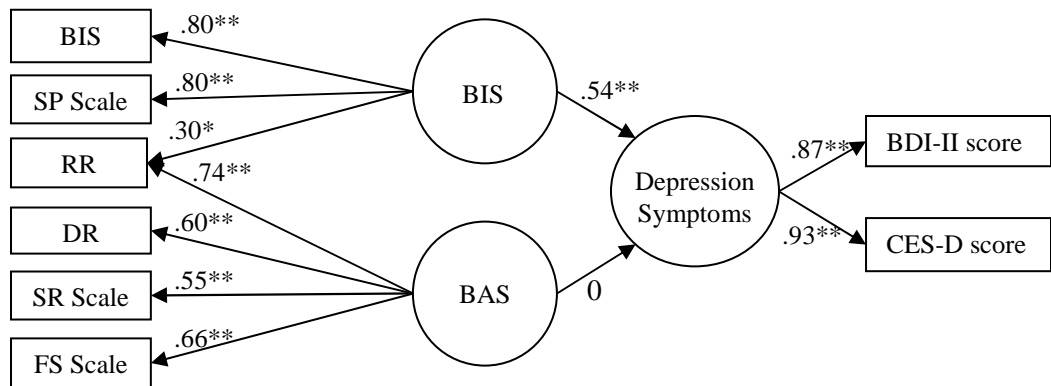 BIS
SP Scale
RR
DR
SR Scale
FS Scale
.80**
.80**
.30*
.74**
.60**
.55**
.66**
BIS
BAS
.54**
0
Depression
Symptoms
.87**
.93**
BDI-II score
CES-D score